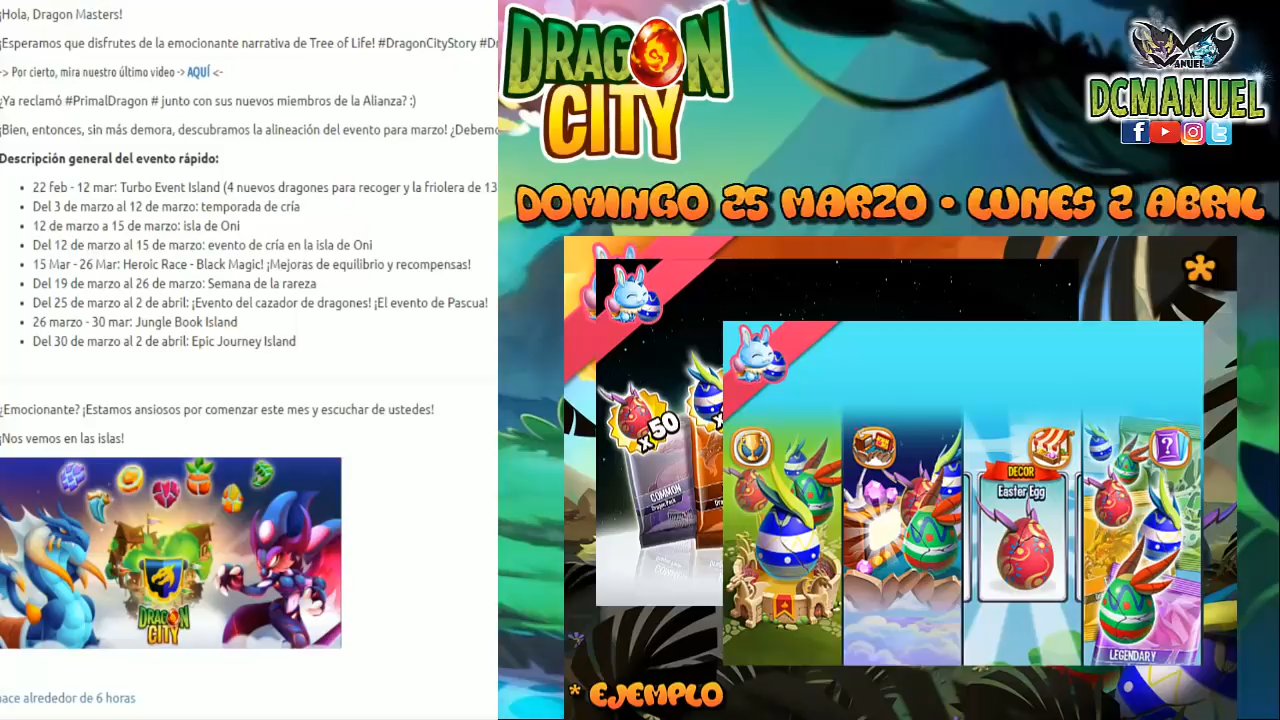 ¡Hola, Dragon Masters!
¡Esperamos que disfrutes de la emocionante narrativa de Tree of Life! #DragonCityStory
-> Por cierto, mira nuestro último video -> AQUÍ <-
¿Ya reclamó #PrimalDragon # junto con sus nuevos miembros de la Alianza? :)
¡Bien, entonces, sin más demora, descubramos la alineación del evento para marzo!
Descripción general del evento rápido:
• 22 feb - 12 mar: Turbo Event Island (4 nuevos dragones para recoger y la friolera de 13
• Del 3 de marzo al 12 de marzo: temporada de cría
• 12 de marzo a 15 de marzo: isla de Oni
• Del 12 de marzo al 15 de marzo: evento de cría en la isla de Oni
• 15 Mar - 26 Mar: Heroic Race - Black Magic! ¡Mejoras de equilibrio y recompensas!
• Del 19 de marzo al 26 de marzo: Semana de la rareza
• Del 25 de marzo al 2 de abril: ¡Evento del cazador de dragones! ¡El evento de Pascua!
• 26 marzo - 30 mar: Jungle Book Island
• Del 30 de marzo al 2 de abril: Epic Journey Island
¿Emocionante? ¡Estamos ansiosos por comenzar este mes y escuchar de ustedes!
¡Nos vemos en las islas!
DRAGON
CITY
hace alrededor de 6 horas
DRAGON
CITY
MANUEL
DCMANUEL
DOMINGO 25 MARZO - LUNES 2 ABRIL
*
x50
COMMON
Dragon Pack
DECOR
Easter Egg
?
LEGENDARY
* EJEMPLO